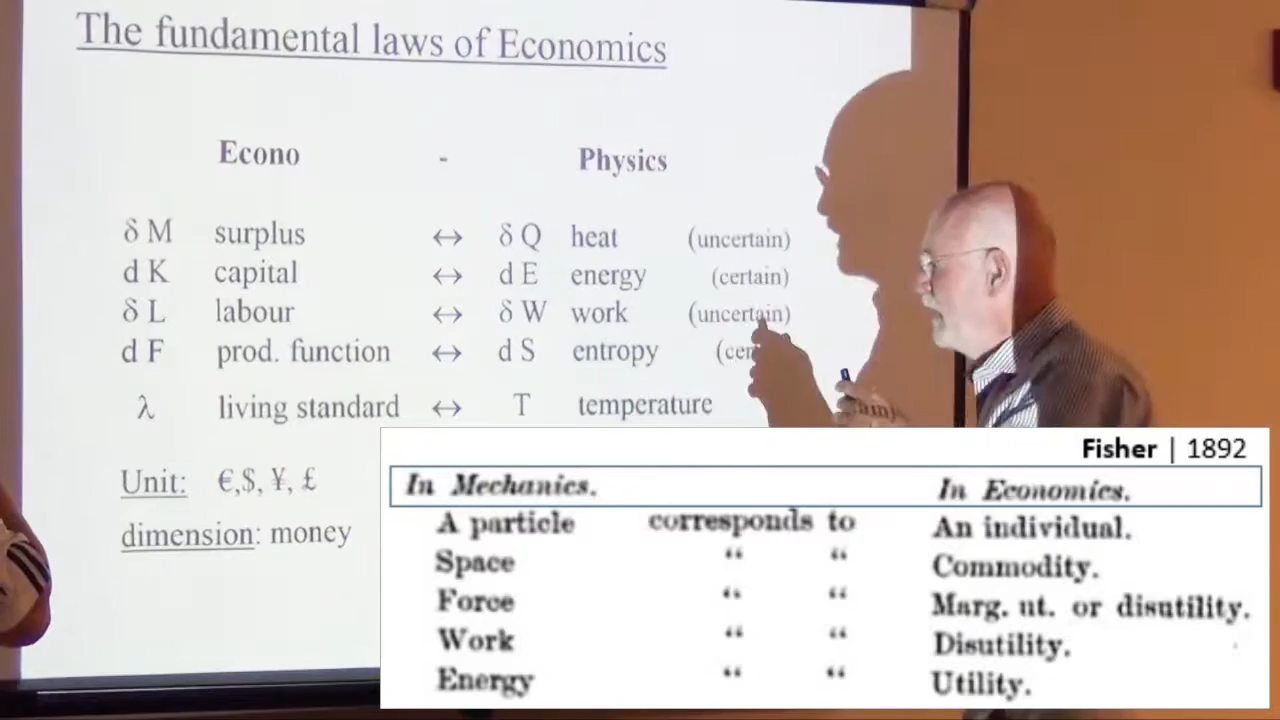 The fundamental laws of Economics
Econo - Physics
δ M surplus ↔ δ Q heat (uncertain)
d K capital ↔ d E energy (certain)
δ L labour ↔ δ W work (uncertain)
d F prod. function ↔ d S entropy (cer
λ living standard ↔ T temperature ain)
Unit: €,$, ¥, £
dimension: money
Fisher | 1892
In Mechanics. In Economics.
A particle corresponds to An individual.
Space “ “ Commodity.
Force “ “ Marg. ut. or disutility.
Work “ “ Disutility.
Energy “ “ Utility.